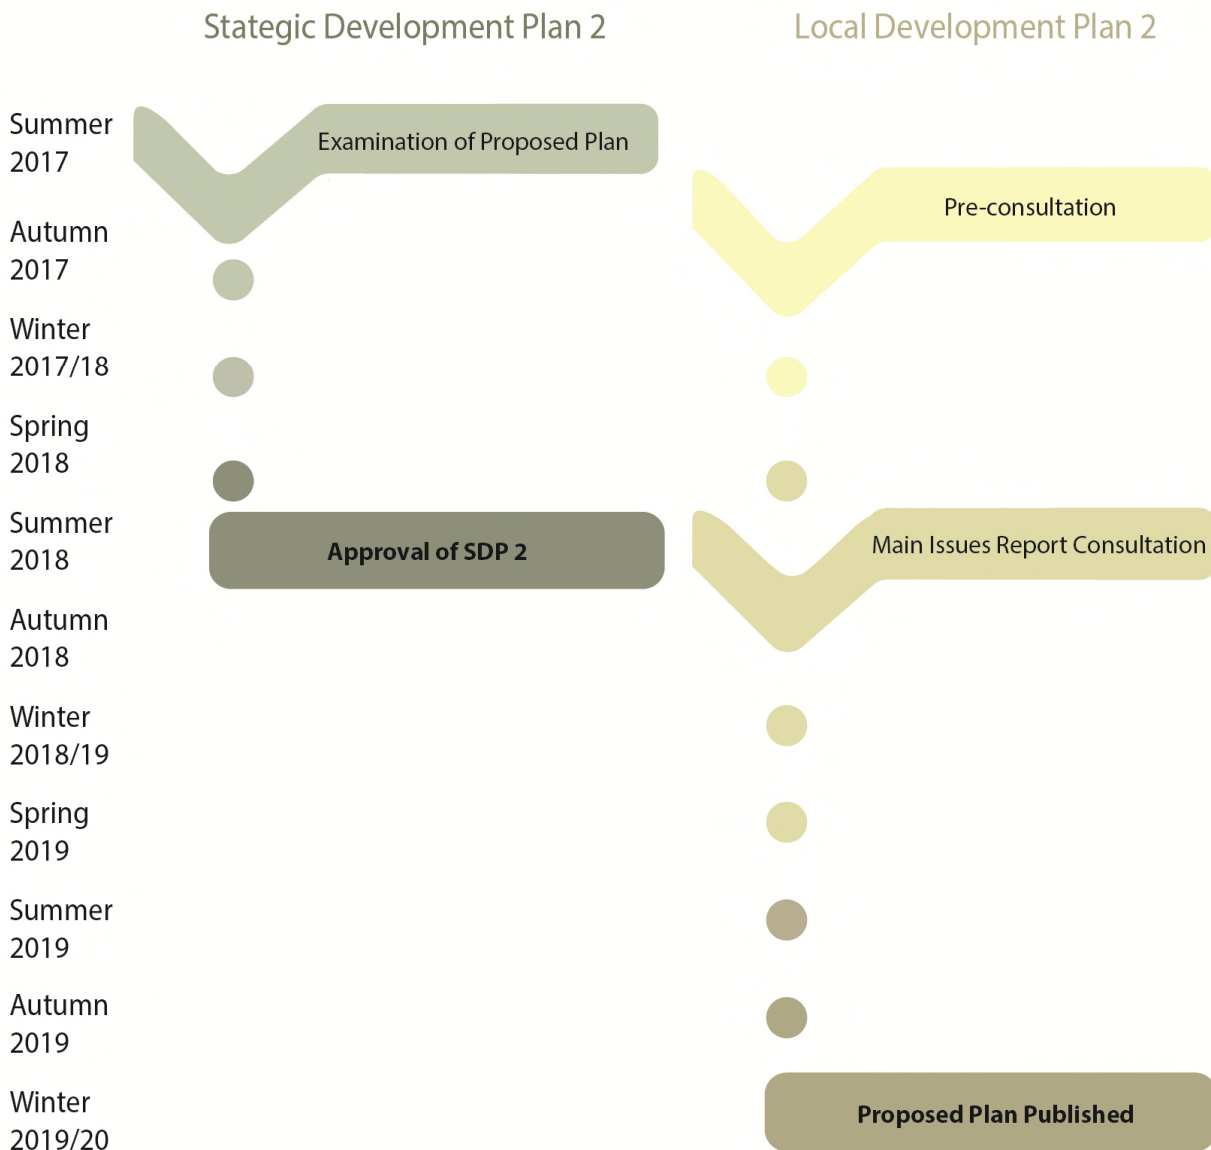 Stategic Development Plan 2
Local Development Plan 2
Summer
2017
Examination of Proposed Plan
Pre-consultation
Autumn
2017
Winter
2017/18
Spring
2018
Summer
2018
Approval of SDP 2
Main Issues Report Consultation
Autumn
2018
Winter
2018/19
Spring
2019
Summer
2019
Autumn
2019
Winter
2019/20
Proposed Plan Published